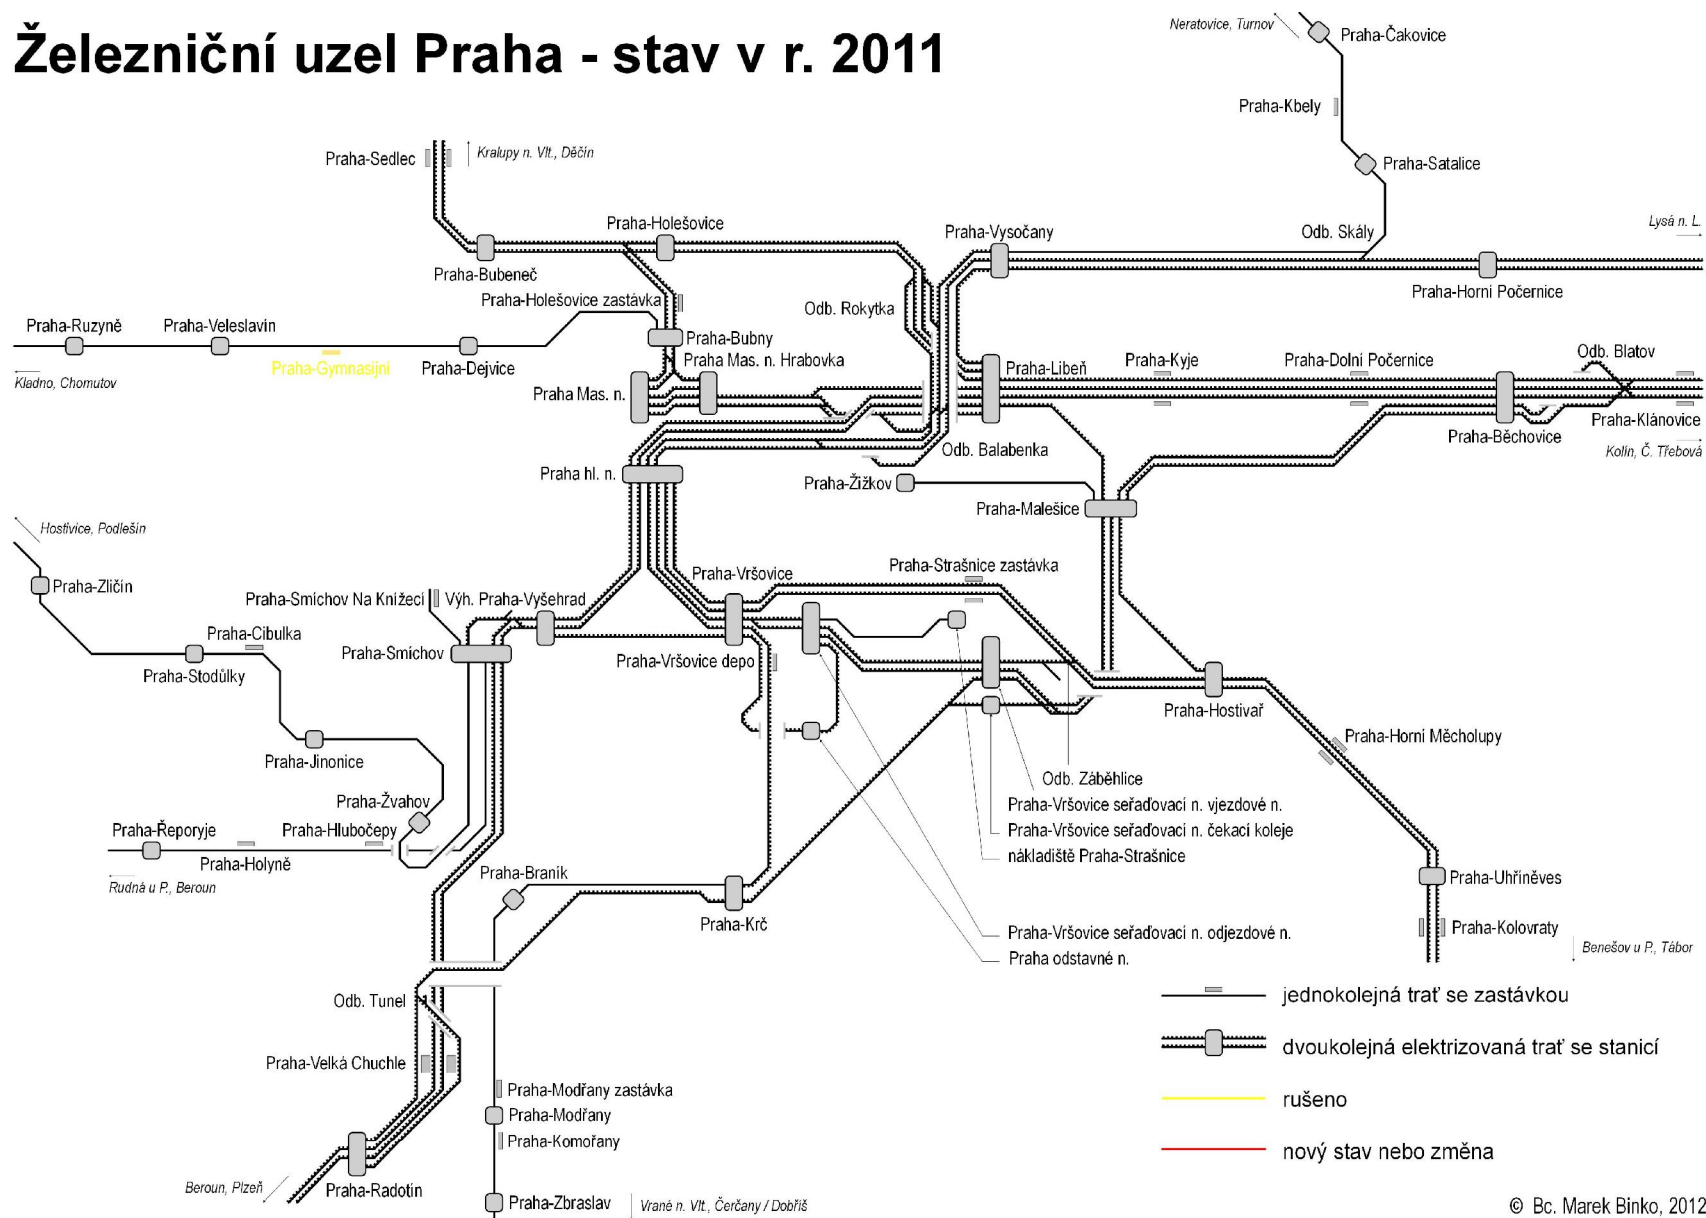 Železniční uzel Praha - stav v r. 2011
Neratovice, Turnov
Praha-Čakovice
Praha-Kbely
Praha-Sedlec
Kralupy n. Vlt., Děčín
Praha-Satalice
Praha-Holešovice
Praha-Vysočany
Odb. Skály
Lysá n. L.
Praha-Bubeneč
Praha-Holešovice zastávka
Odb. Rokytka
Praha-Horní Počernice
Praha-Ruzyně
Praha-Veleslavín
Praha-Gymnasijní
Praha-Dejvice
Praha-Bubny
Praha Mas. n. Hrabovka
Praha-Libeň
Praha-Kyje
Praha-Dolní Počernice
Odb. Blatov
Kladno, Chomutov
Praha Mas. n.
Praha-Klánovice
Praha-Běchovice
Kolín, Č. Třebová
Odb. Balabenka
Praha hl. n.
Praha-Žižkov
Praha-Malešice
Hostivice, Podlešín
Praha-Zličín
Praha-Vršovice
Praha-Strašnice zastávka
Praha-Smíchov Na Knížecí
Výh. Praha-Vyšehrad
Praha-Cibulka
Praha-Smíchov
Praha-Vršovice depo
Praha-Stodůlky
Praha-Hostivař
Praha-Jinonice
Praha-Horní Měcholupy
Odb. Záběhlice
Praha-Žvahov
Praha-Vršovice seřaďovací n. vjezdové n.
Praha-Řeporyje
Praha-Hlubočepy
Praha-Vršovice seřaďovací n. čekací koleje
Praha-Holyně
nákladiště Praha-Strašnice
Rudná u P., Beroun
Praha-Braník
Praha-Uhříněves
Praha-Krč
Praha-Vršovice seřaďovací n. odjezdové n.
Praha-Kolovraty
Praha odstavné n.
Benešov u P., Tábor
Odb. Tunel
jednokolejná trať se zastávkou
dvoukolejná elektrizovaná trať se stanicí
Praha-Velká Chuchle
Praha-Modřany zastávka
rušeno
Praha-Modřany
Praha-Komořany
nový stav nebo změna
Beroun, Plzeň
Praha-Radotín
Praha-Zbraslav
Vrané n. Vlt., Čerčany / Dobříš
© Bc. Marek Binko, 2012